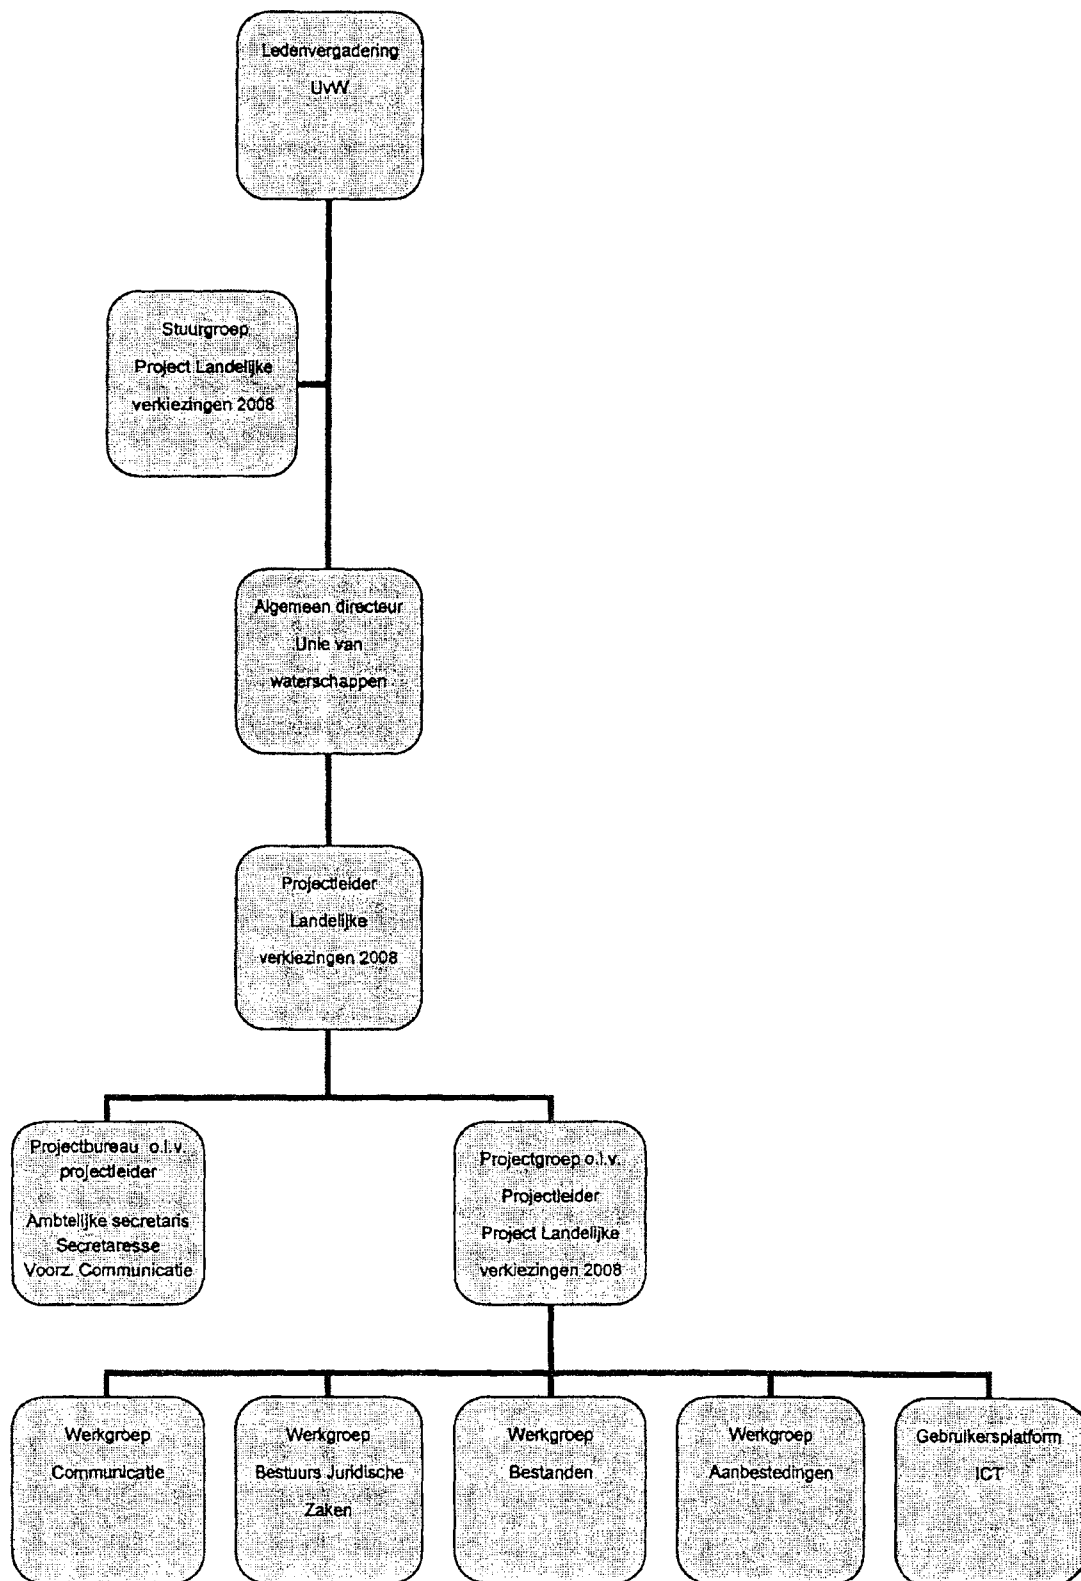 Ledenvergadering
UvW
Stuurgroep
Project Landelijke
verkiezingen 2008
Algemeen directeur
Unie van
waterschappen
Projectleider
Landelijke
verkiezingen 2008
Projectbureau o.l.v.
projectleider
Ambtelijke secretaris
Secretaresse
Voorz. Communicatie
Projectgroep o.l.v.
Projectleider
Project Landelijke
verkiezingen 2008
Werkgroep
Communicatie
Werkgroep
Bestuurs Juridische
Zaken
Werkgroep
Bestanden
Werkgroep
Aanbestedingen
Gebruikersplatform
ICT